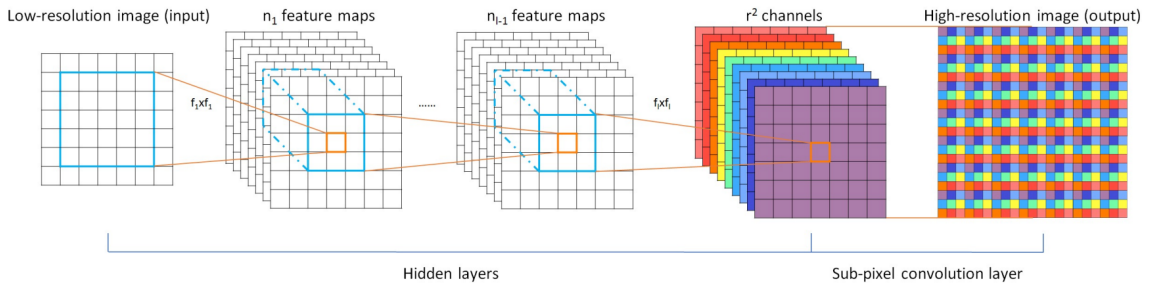 Low-resolution image (input)
n₁ feature maps
nₗ₋₁ feature maps
r² channels
High-resolution image (output)
f₁xf₁
......
fₗxfₗ
Hidden layers
Sub-pixel convolution layer